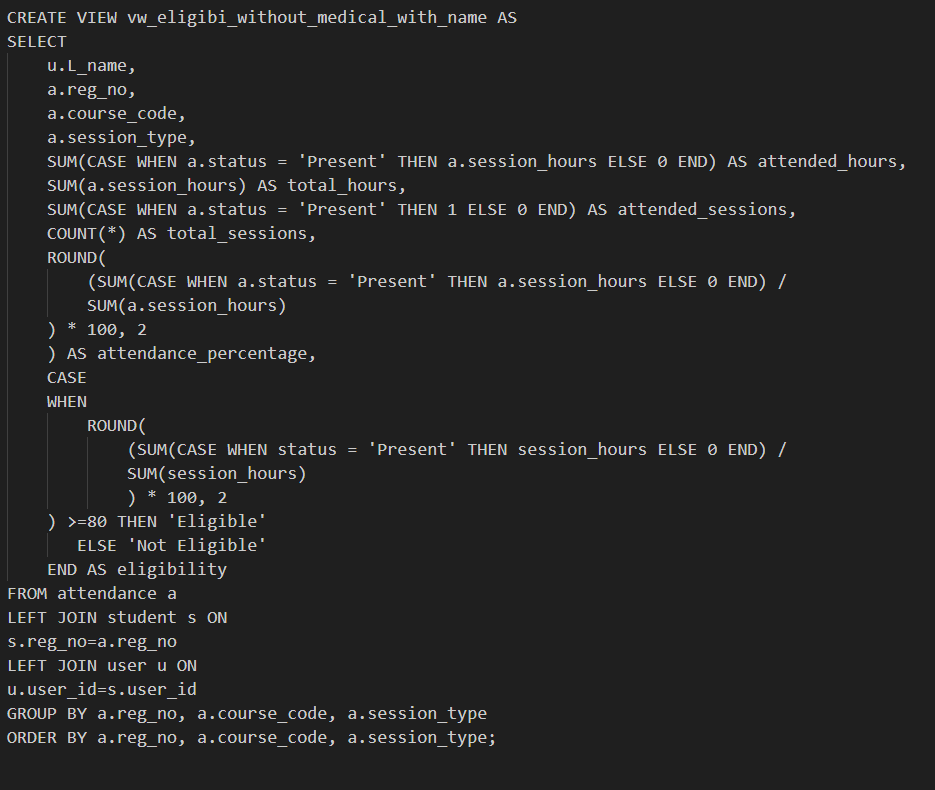 CREATE VIEW vw_eligibi_without_medical_with_name AS
SELECT
u.L_name,
a.reg_no,
a.course_code,
a.session_type,
SUM(CASE WHEN a.status = 'Present' THEN a.session_hours ELSE 0 END) AS attended_hours,
SUM(a.session_hours) AS total_hours,
SUM(CASE WHEN a.status = 'Present' THEN 1 ELSE 0 END) AS attended_sessions,
COUNT(*) AS total_sessions,
ROUND(
(SUM(CASE WHEN a.status = 'Present' THEN a.session_hours ELSE 0 END) /
SUM(a.session_hours)
) * 100, 2
) AS attendance_percentage,
CASE
WHEN
ROUND(
(SUM(CASE WHEN status = 'Present' THEN session_hours ELSE 0 END) /
SUM(session_hours)
) * 100, 2
) >=80 THEN 'Eligible'
ELSE 'Not Eligible'
END AS eligibility
FROM attendance a
LEFT JOIN student s ON
s.reg_no=a.reg_no
LEFT JOIN user u ON
u.user_id=s.user_id
GROUP BY a.reg_no, a.course_code, a.session_type
ORDER BY a.reg_no, a.course_code, a.session_type;